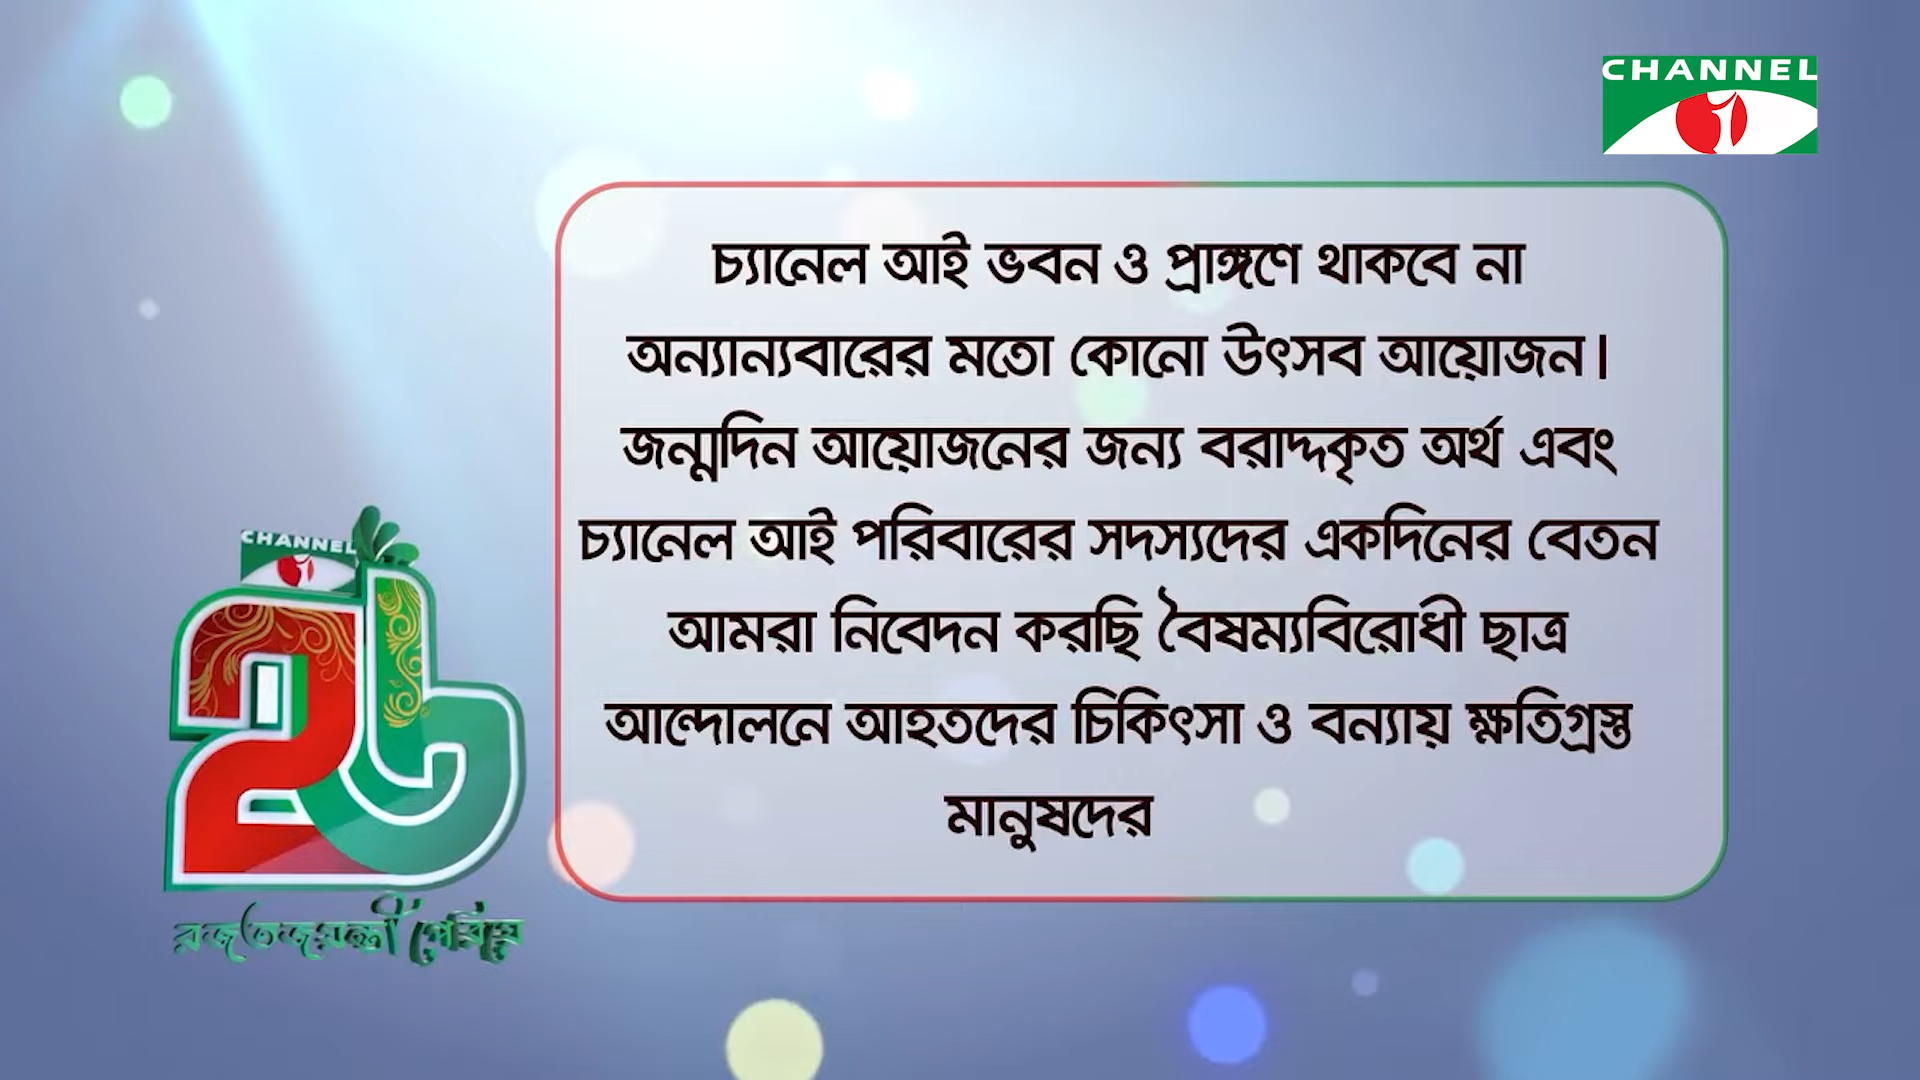 CHANNEL i
চ্যানেল আই ভবন ও প্রাঙ্গণে থাকবে না
অন্যান্যবারের মতো কোনো উৎসব আয়োজন।
জন্মদিন আয়োজনের জন্য বরাদ্দকৃত অর্থ এবং
চ্যানেল আই পরিবারের সদস্যদের একদিনের বেতন
আমরা নিবেদন করছি বৈষম্যবিরোধী ছাত্র
আন্দোলনে আহতদের চিকিৎসা ও বন্যায় ক্ষতিগ্রস্ত
মানুষদের
CHANNEL i
২৬
রজতজয়ন্তী পেরিয়ে